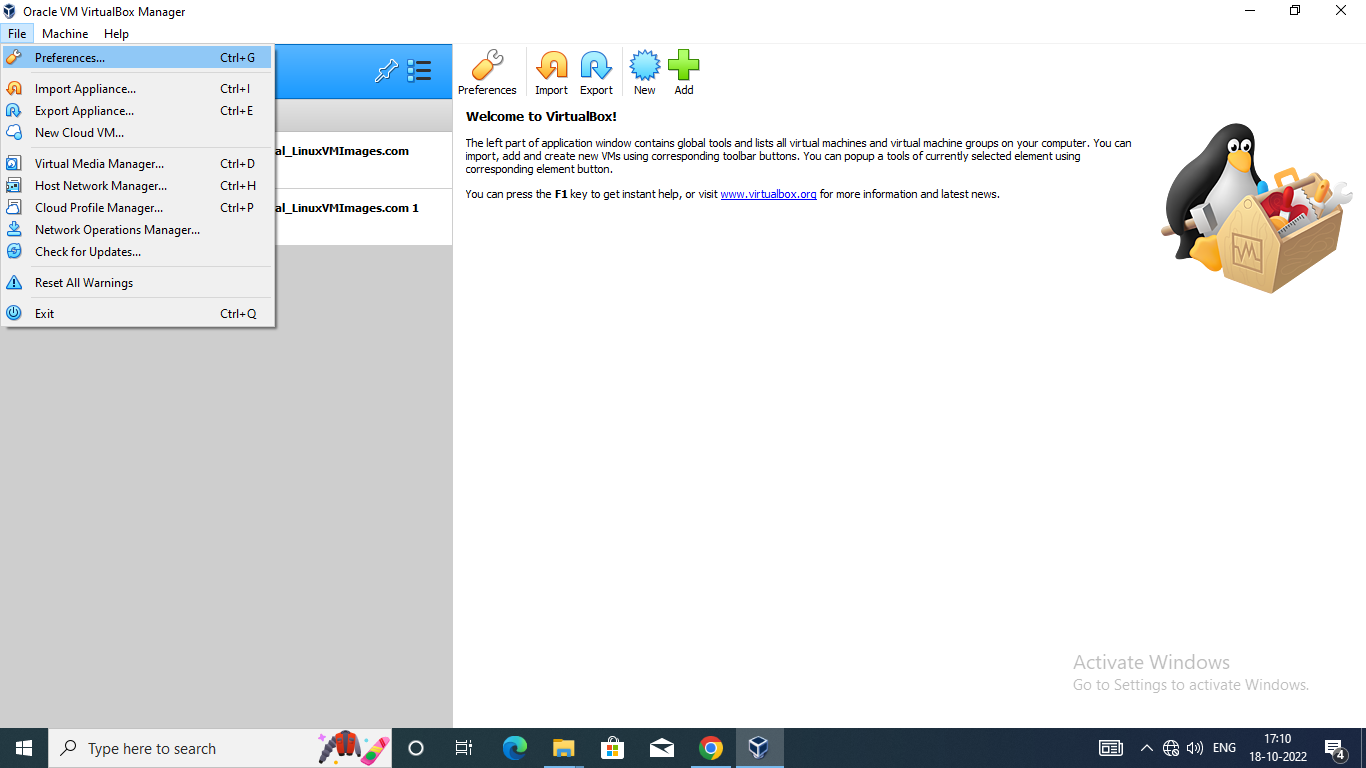 Oracle VM VirtualBox Manager
File Machine Help
Preferences... Ctrl+G
Import Appliance... Ctrl+I
Export Appliance... Ctrl+E
New Cloud VM...
Virtual Media Manager... Ctrl+D
Host Network Manager... Ctrl+H
Cloud Profile Manager... Ctrl+P
Network Operations Manager...
Check for Updates...
Reset All Warnings
Exit Ctrl+Q
al_LinuxVMImages.com
al_LinuxVMImages.com 1
Preferences Import Export New Add
Welcome to VirtualBox!
The left part of application window contains global tools and lists all virtual machines and virtual machine groups on your computer. You can
import, add and create new VMs using corresponding toolbar buttons. You can popup a tools of currently selected element using
corresponding element button.
You can press the F1 key to get instant help, or visit www.virtualbox.org for more information and latest news.
Activate Windows
Go to Settings to activate Windows.
Type here to search
ENG
17:10
18-10-2022
4